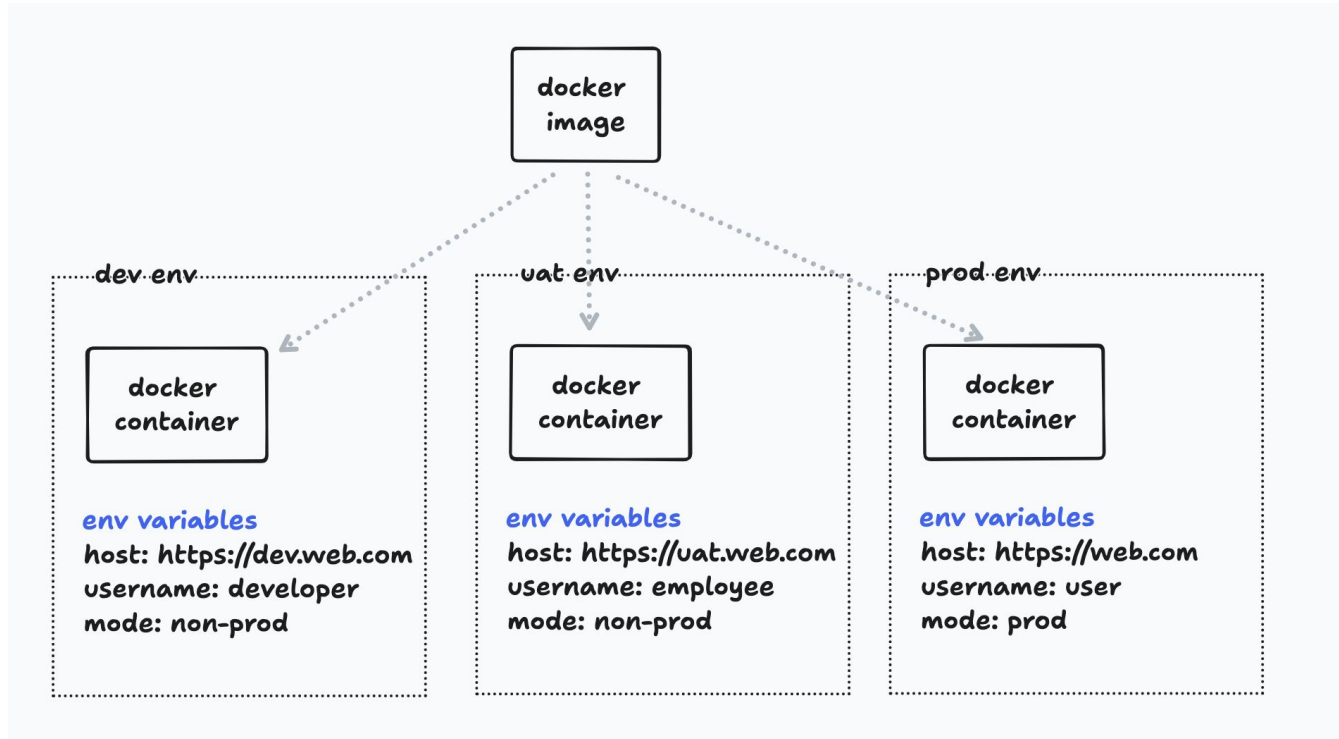 docker
image
dev env
docker
container
env variables
host: https://dev.web.com
username: developer
mode: non-prod
uat env
docker
container
env variables
host: https://uat.web.com
username: employee
mode: non-prod
prod env
docker
container
env variables
host: https://web.com
username: user
mode: prod